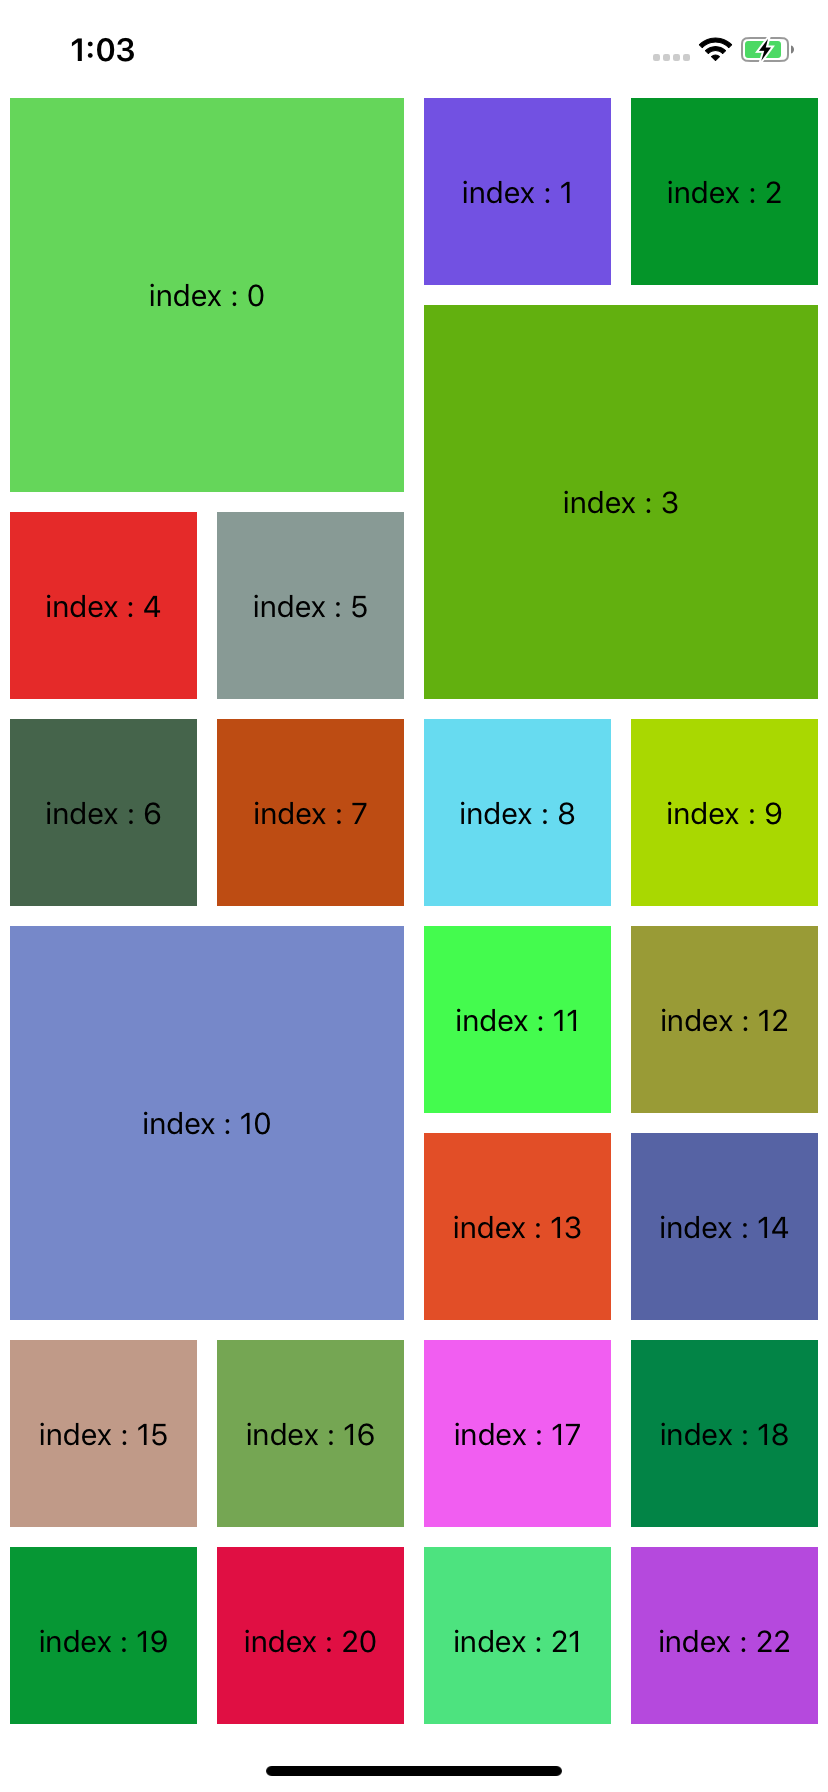 1:03
index : 0
index : 1
index : 2
index : 3
index : 4
index : 5
index : 6
index : 7
index : 8
index : 9
index : 10
index : 11
index : 12
index : 13
index : 14
index : 15
index : 16
index : 17
index : 18
index : 19
index : 20
index : 21
index : 22